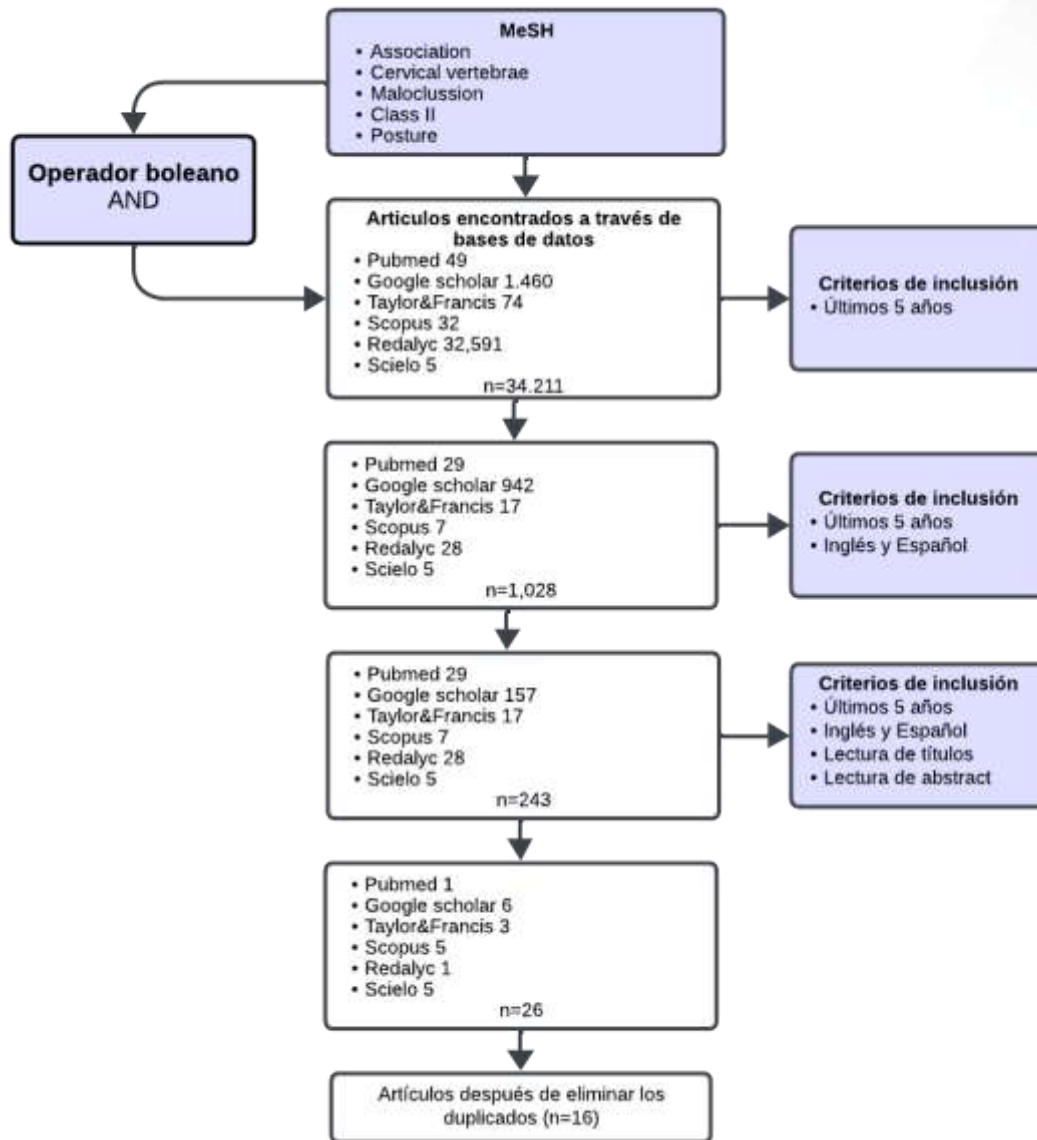 MeSH
• Association
• Cervical vertebrae
• Maloclussion
• Class II
• Posture
Operador boleano
AND
Articulos encontrados a través de
bases de datos
• Pubmed 49
• Google scholar 1.460
• Taylor&Francis 74
• Scopus 32
• Redalyc 32,591
• Scielo 5
n=34.211
Criterios de inclusión
• Últimos 5 años
• Pubmed 29
• Google scholar 942
• Taylor&Francis 17
• Scopus 7
• Redalyc 28
• Scielo 5
n=1,028
Criterios de inclusión
• Últimos 5 años
• Inglés y Español
• Pubmed 29
• Google scholar 157
• Taylor&Francis 17
• Scopus 7
• Redalyc 28
• Scielo 5
n=243
Criterios de inclusión
• Últimos 5 años
• Inglés y Español
• Lectura de títulos
• Lectura de abstract
• Pubmed 1
• Google scholar 6
• Taylor&Francis 3
• Scopus 5
• Redalyc 1
• Scielo 5
n=26
Artículos después de eliminar los
duplicados (n=16)